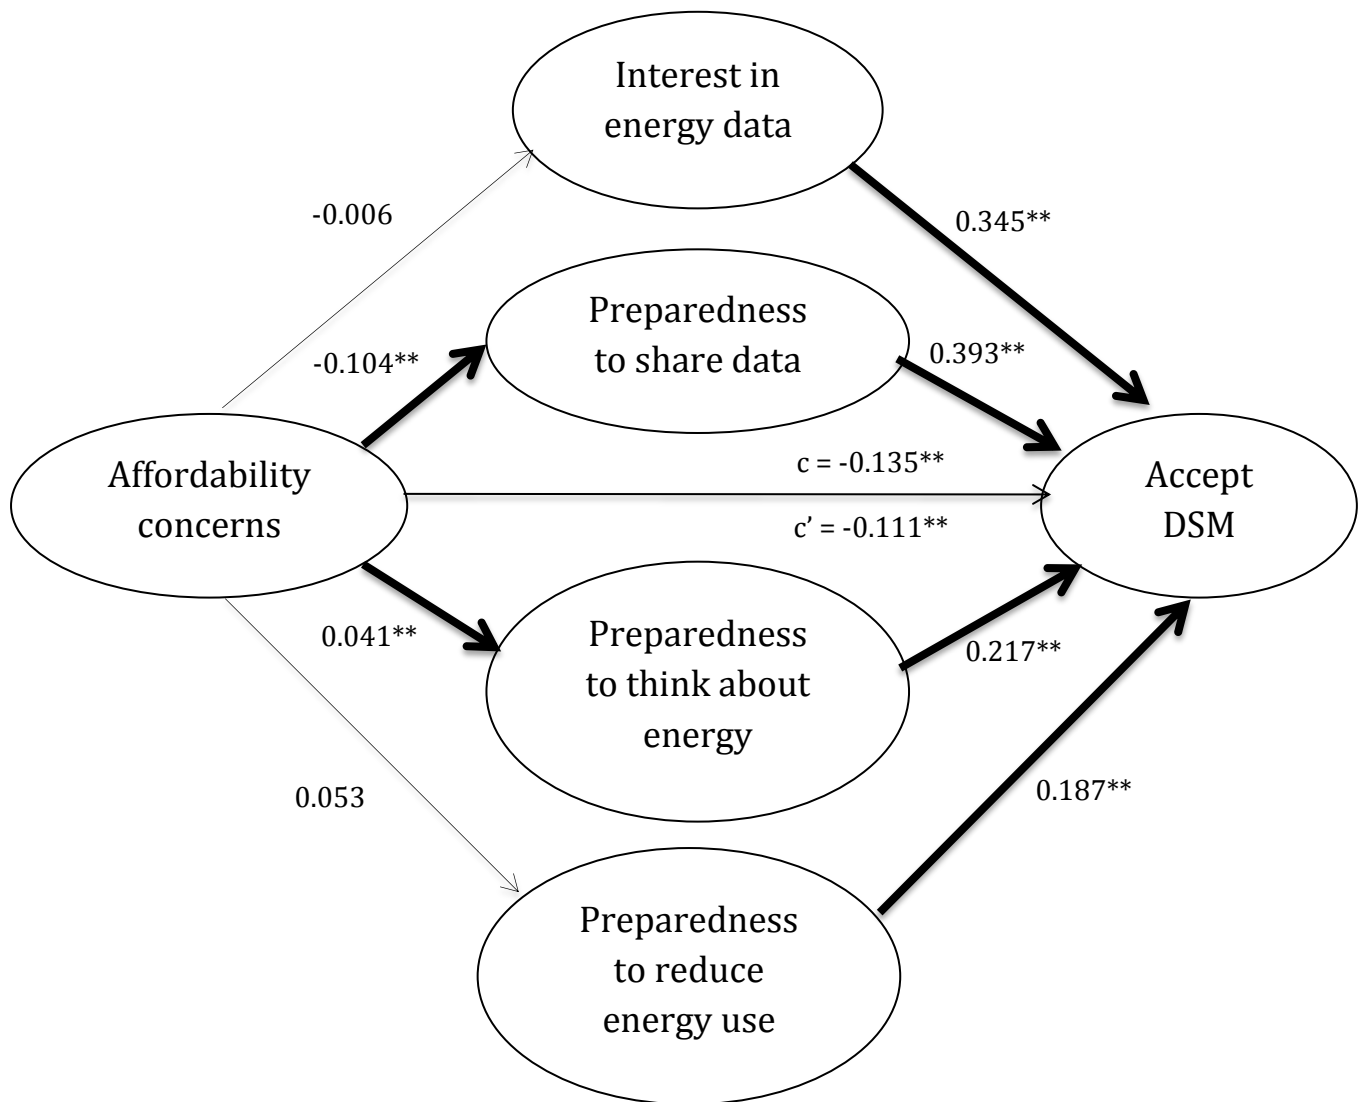 Interest in
energy data
-0.006
0.345**
Preparedness
to share data
-0.104**
0.393**
Affordability
concerns
c = -0.135**
c’ = -0.111**
Accept
DSM
0.041**
Preparedness
to think about
energy
0.217**
0.053
0.187**
Preparedness
to reduce
energy use